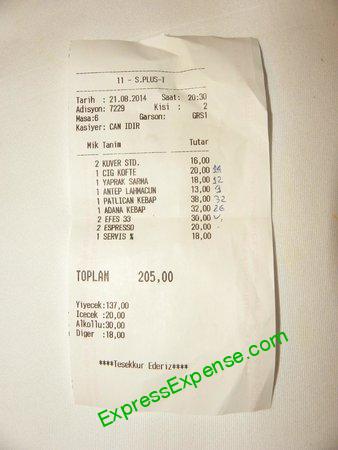 11 - S.PLUS-T
Tarih : 21.08.2014 Saat: 20:30
Adisyon: 7229 Kisi : 2
Masa:6 Garson: GRS1
Kasiyer: CAN IDIR
Mik Tanim Tutar
2 KUVER STD. 16,00
1 CIG KOFTE 20,00
1 YAPRAK SARMA 18,00 12
1 ANTEP LAHMACUN 13,00 9
1 PATLICAN KEBAP 38,00 32
1 ADANA KEBAP 32,00 26
2 EFES 33 30,00
2 ESPRESSO 20,00
1 SERVIS % 18,00
TOPLAM 205,00
Yiyecek:137,00
Icecek :20,00
Alkollu:30,00
Diger :18,00
****Tesekkur Ederiz****
ExpressExpense.com